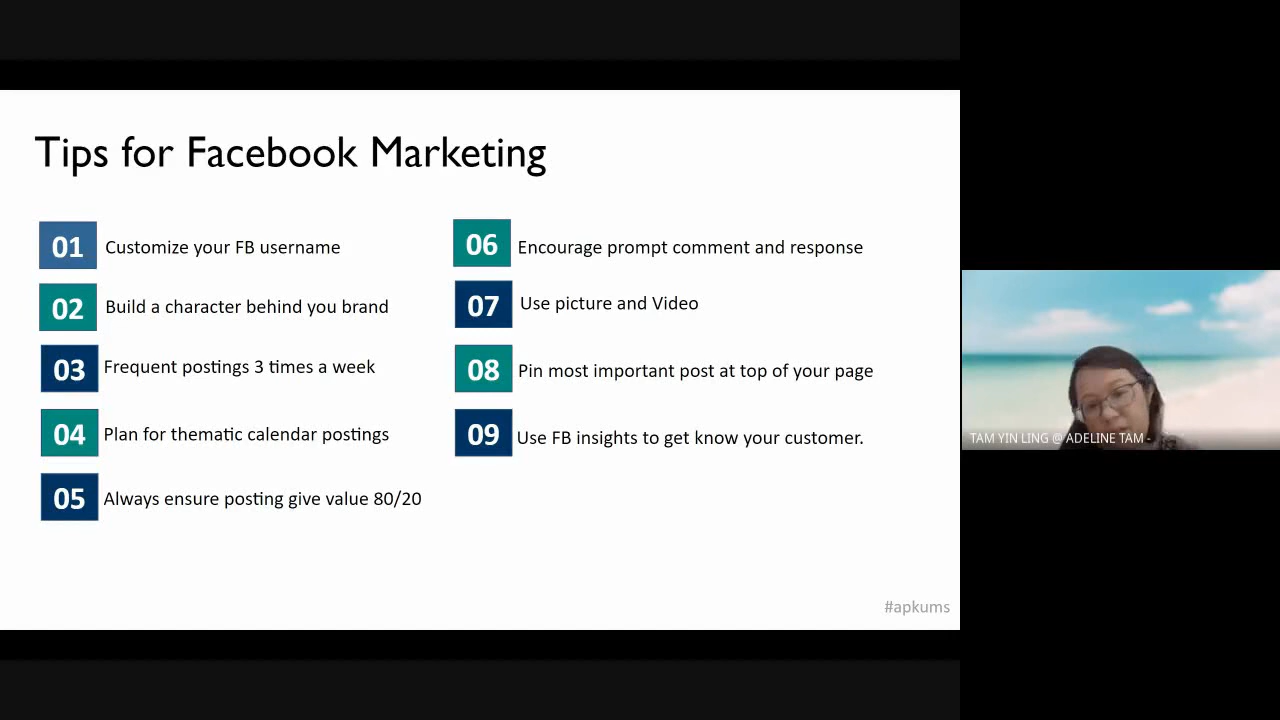 Tips for Facebook Marketing
01 Customize your FB username
02 Build a character behind you brand
03 Frequent postings 3 times a week
04 Plan for thematic calendar postings
05 Always ensure posting give value 80/20
06 Encourage prompt comment and response
07 Use picture and Video
08 Pin most important post at top of your page
09 Use FB insights to get know your customer.
#apkums
TAM YIN LING @ ADELINE TAM -